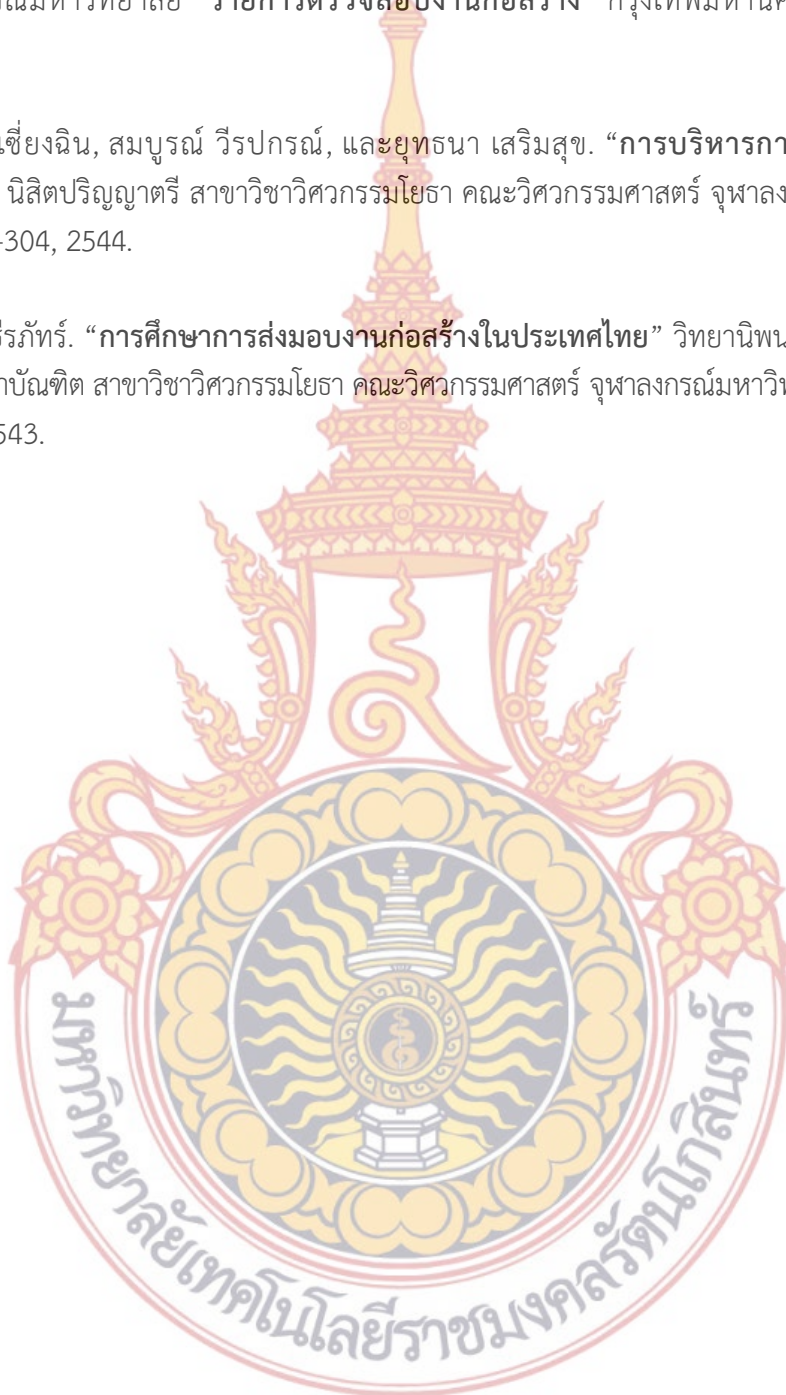 รณ์มหาวิทยาลัย "รายการตรวจสอบงานก่อสร้าง" กรุงเทพมหานค
เซี่ยงฉิน, สมบูรณ์ วีรปกรณ์, และยุทธนา เสริมสุข. "การบริหารกา
นิสิตปริญญาตรี สาขาวิชาวิศวกรรมโยธา คณะวิศวกรรมศาสตร์ จุฬาลง
-304, 2544.
ธีรภัทร์. "การศึกษาการส่งมอบงานก่อสร้างในประเทศไทย" วิทยานิพน
าบัณฑิต สาขาวิชาวิศวกรรมโยธา คณะวิศวกรรมศาสตร์ จุฬาลงกรณ์มหาวิท
543.
มหาวิทยาลัยเทคโนโลยีราชมงคลรัตนโกสินทร์